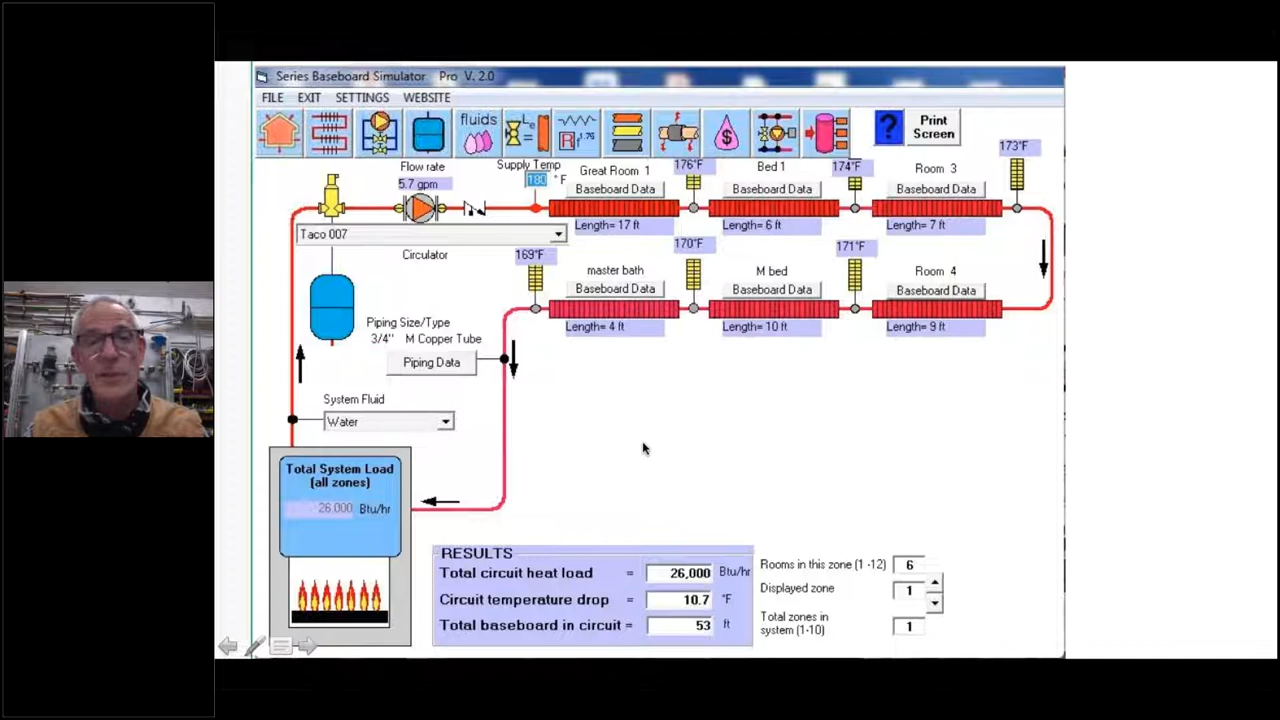 Series Baseboard Simulator Pro V. 2.0
FILE EXIT SETTINGS WEBSITE
fluids
Le
R 1.75
$
?
Print
Screen
Flow rate
5.7 gpm
Supply Temp
180 °F
Great Room 1
Baseboard Data
Length= 17 ft
176°F
Bed 1
Baseboard Data
Length= 6 ft
174°F
Room 3
Baseboard Data
Length= 7 ft
173°F
Taco 007
Circulator
169°F
master bath
Baseboard Data
Length= 4 ft
170°F
M bed
Baseboard Data
Length= 10 ft
171°F
Room 4
Baseboard Data
Length= 9 ft
Piping Size/Type
3/4" M Copper Tube
Piping Data
System Fluid
Water
Total System Load
(all zones)
26,000 Btu/hr
RESULTS
Total circuit heat load = 26,000 Btu/hr
Circuit temperature drop = 10.7 °F
Total baseboard in circuit = 53 ft
Rooms in this zone (1 -12) 6
Displayed zone 1
Total zones in
system (1-10) 1